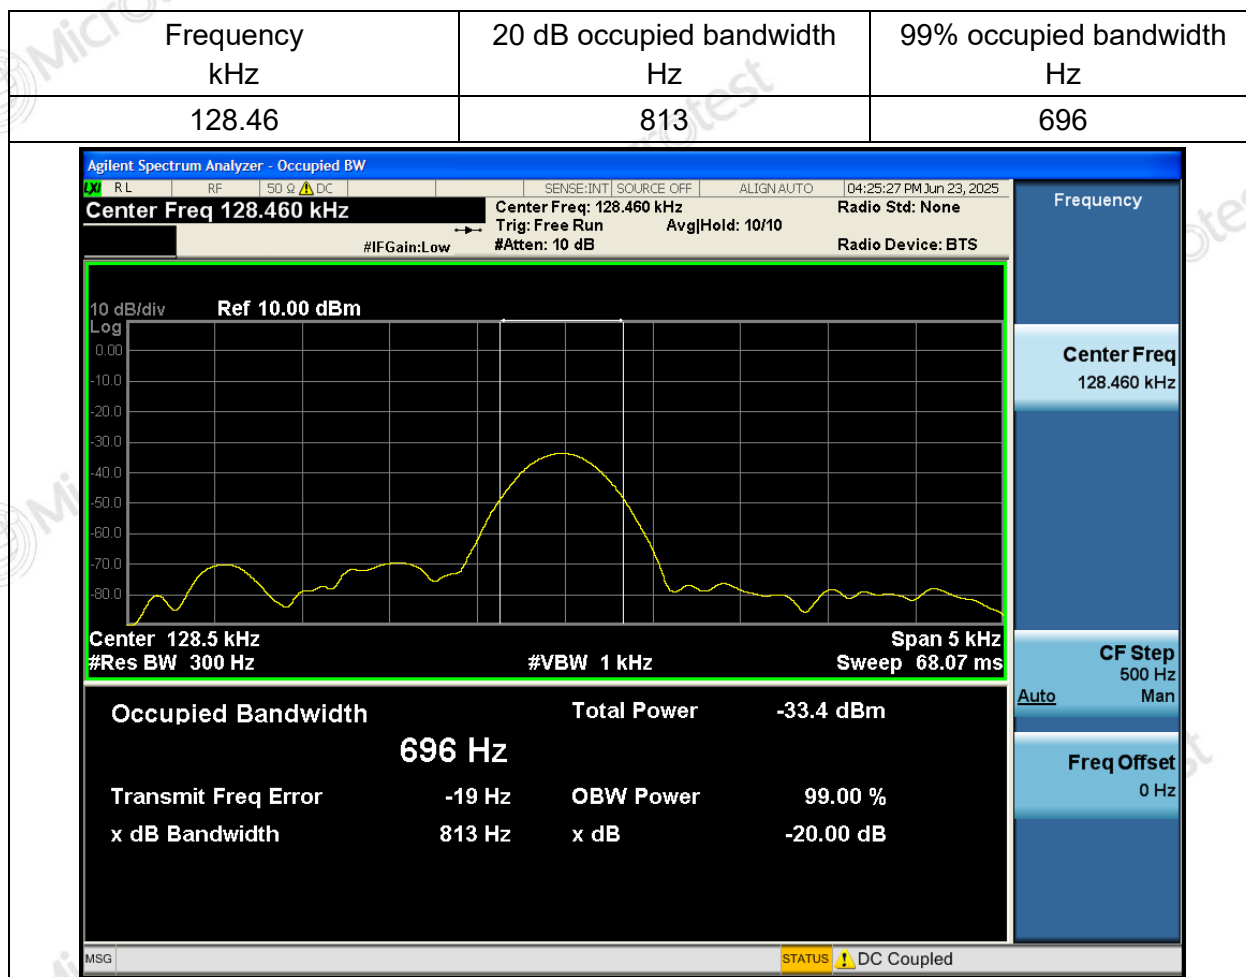 Frequency
kHz
20 dB occupied bandwidth
Hz
99% occupied bandwidth
Hz
128.46
813
696
Agilent Spectrum Analyzer - Occupied BW
LXI RL RF 50 Ω DC SENSE:INT SOURCE OFF ALIGN AUTO 04:25:27 PM Jun 23, 2025
Center Freq 128.460 kHz
Center Freq: 128.460 kHz
Radio Std: None
Trig: Free Run Avg|Hold: 10/10
#IFGain:Low
#Atten: 10 dB
Radio Device: BTS
10 dB/div Ref 10.00 dBm
Log
0.00
-10.0
-20.0
-30.0
-40.0
-50.0
-60.0
-70.0
-80.0
Center 128.5 kHz Span 5 kHz
#Res BW 300 Hz #VBW 1 kHz Sweep 68.07 ms
Occupied Bandwidth Total Power -33.4 dBm
696 Hz
Transmit Freq Error -19 Hz OBW Power 99.00 %
x dB Bandwidth 813 Hz x dB -20.00 dB
Frequency
Center Freq
128.460 kHz
CF Step
500 Hz
Auto Man
Freq Offset
0 Hz
MSG STATUS DC Coupled